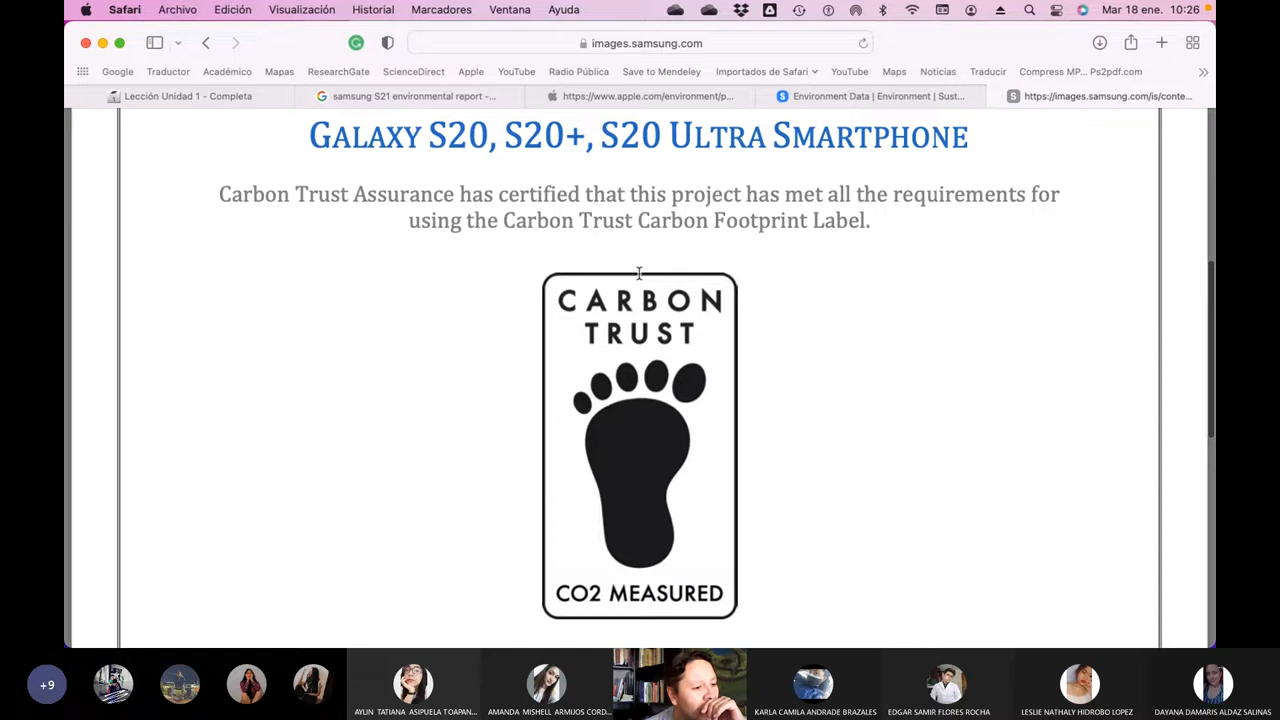 Safari Archivo Edición Visualización Historial Marcadores Ventana Ayuda Mar 18 ene. 10:26
images.samsung.com
Google Traductor Académico Mapas ResearchGate ScienceDirect Apple YouTube Radio Pública Save to Mendeley Importados de Safari YouTube Maps Noticias Traducir Compress MP... Ps2pdf.com
Lección Unidad 1 - Completa samsung S21 environmental report -... https://www.apple.com/environment/p... Environment Data | Environment | Sust... https://images.samsung.com/is/conte...
GALAXY S20, S20+, S20 ULTRA SMARTPHONE
Carbon Trust Assurance has certified that this project has met all the requirements for
using the Carbon Trust Carbon Footprint Label.
CARBON
TRUST
CO2 MEASURED
+9
AYLIN TATIANA ASIPUELA TOAPAN... AMANDA MISHELL ARMIJOS CORD... KARLA CAMILA ANDRADE BRAZALES EDGAR SAMIR FLORES ROCHA LESLIE NATHALY HIDROBO LOPEZ DAYANA DAMARIS ALDAZ SALINAS